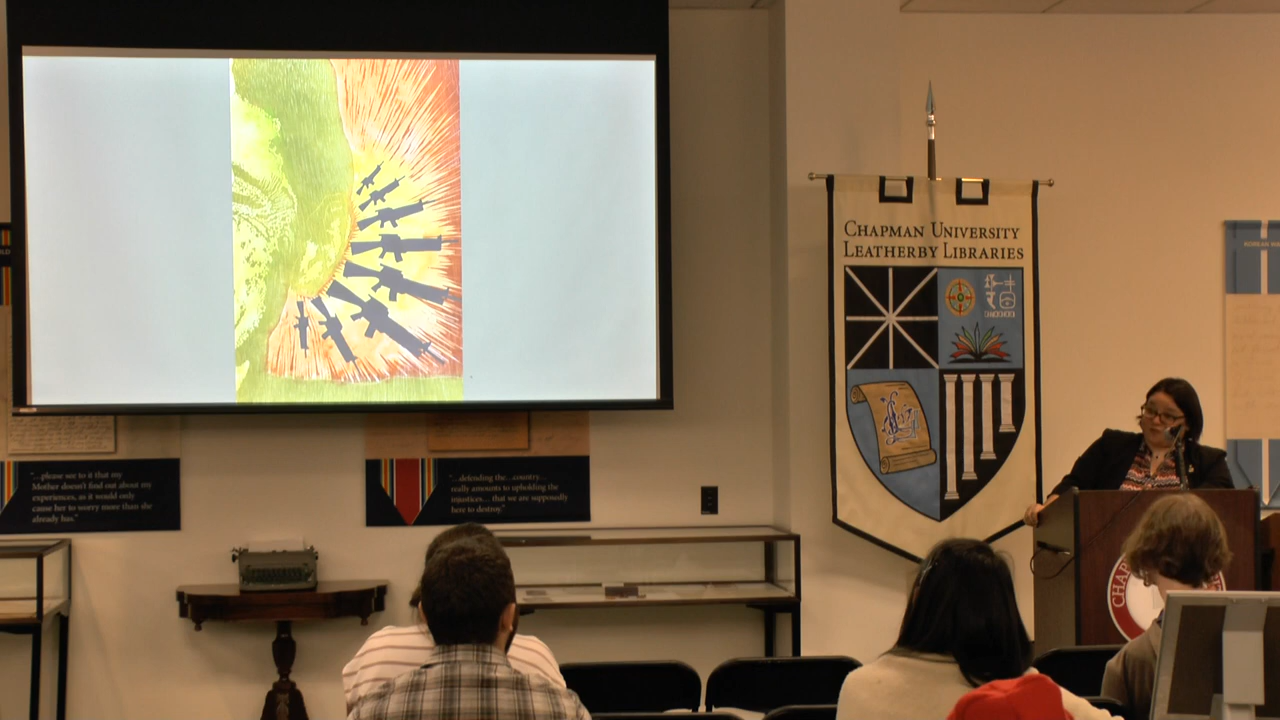 CHAPMAN UNIVERSITY
LEATHERBY LIBRARIES
"...please see to it that my
Mother doesn't find out about my
experiences, as it would only
cause her to worry more than she
already has."
"...defending the...country...
really amounts to upholding the
injustices... that we are supposedly
here to destroy."
KOREAN
CHAP